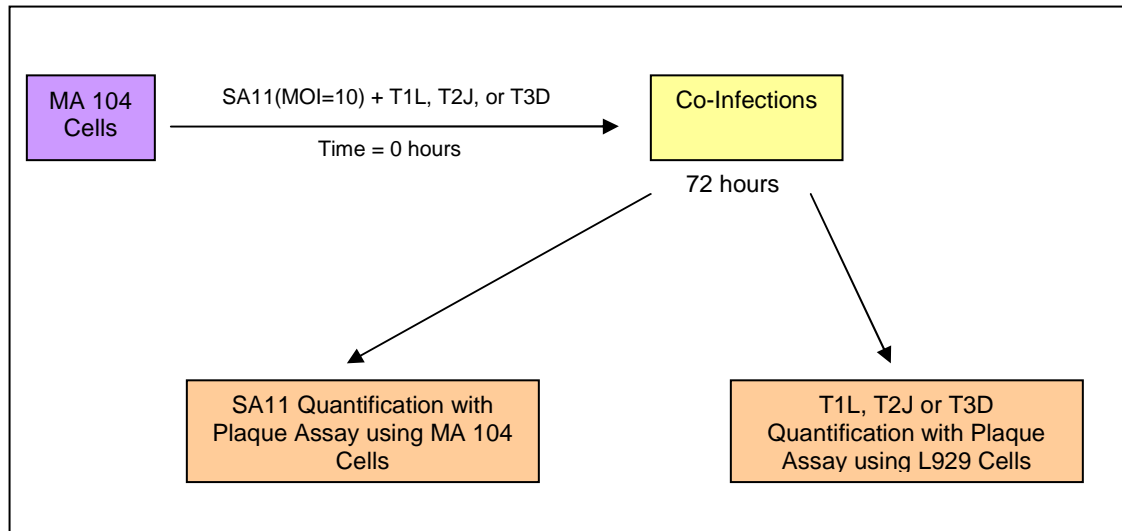 MA 104
Cells
SA11(MOI=10) + T1L, T2J, or T3D
Time = 0 hours
Co-Infections
72 hours
SA11 Quantification with
Plaque Assay using MA 104
Cells
T1L, T2J or T3D
Quantification with Plaque
Assay using L929 Cells